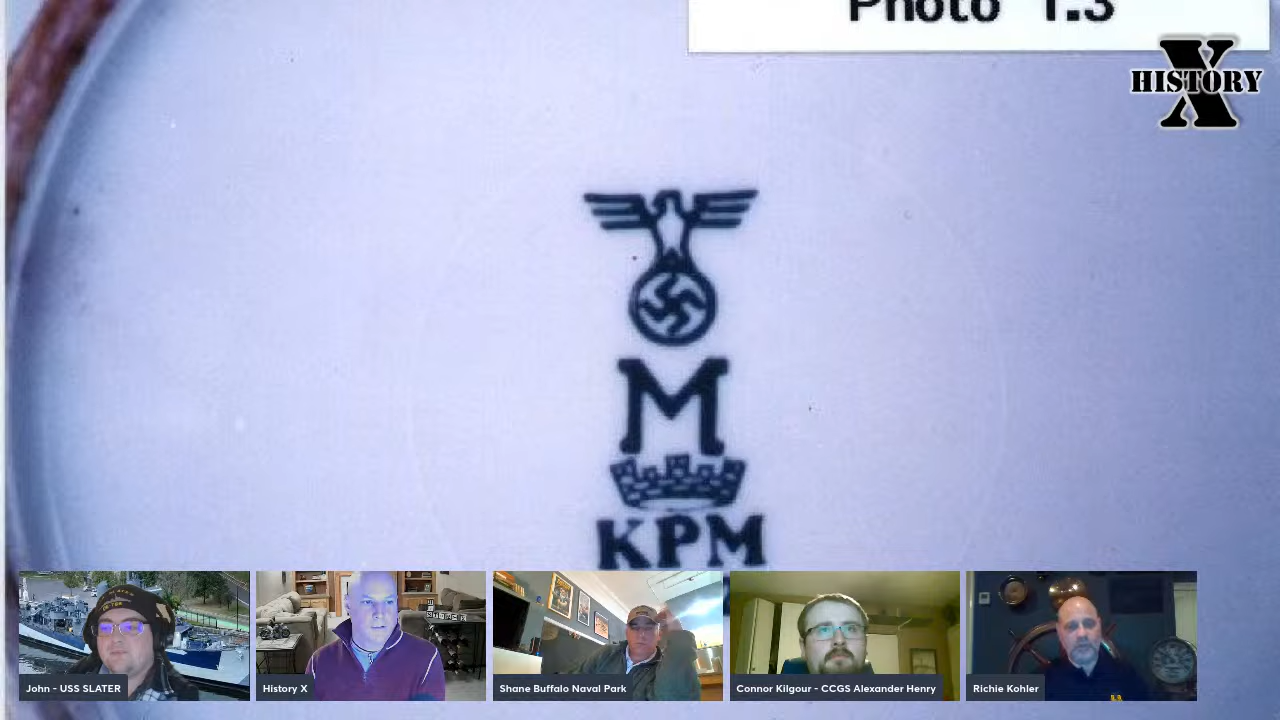 Photo 1.3
HISTORY X
M
KPM
John - USS SLATER
History X
Shane Buffalo Naval Park
Connor Kilgour - CCGS Alexander Henry
Richie Kohler